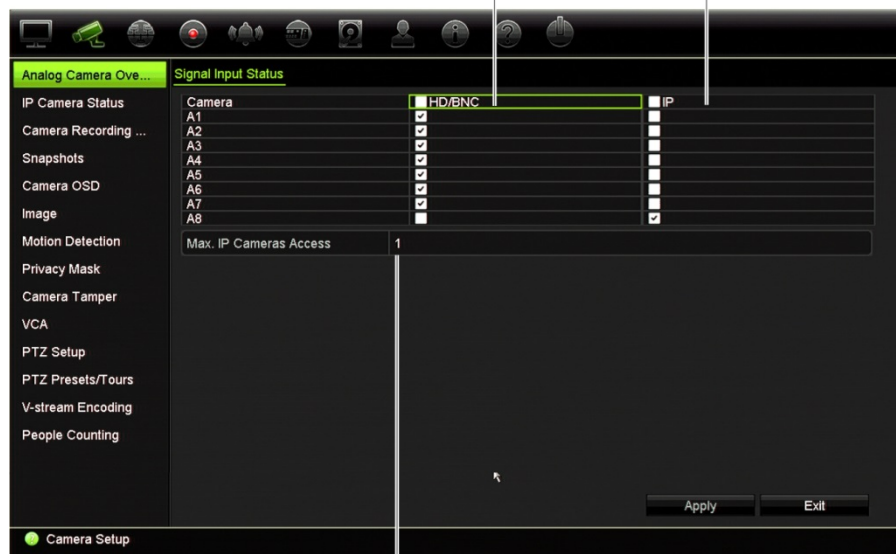 Analog Camera Ove...
IP Camera Status
Camera Recording ...
Snapshots
Camera OSD
Image
Motion Detection
Privacy Mask
Camera Tamper
VCA
PTZ Setup
PTZ Presets/Tours
V-stream Encoding
People Counting
Signal Input Status
Camera HD/BNC IP
A1
A2
A3
A4
A5
A6
A7
A8
Max. IP Cameras Access 1
Apply Exit
Camera Setup